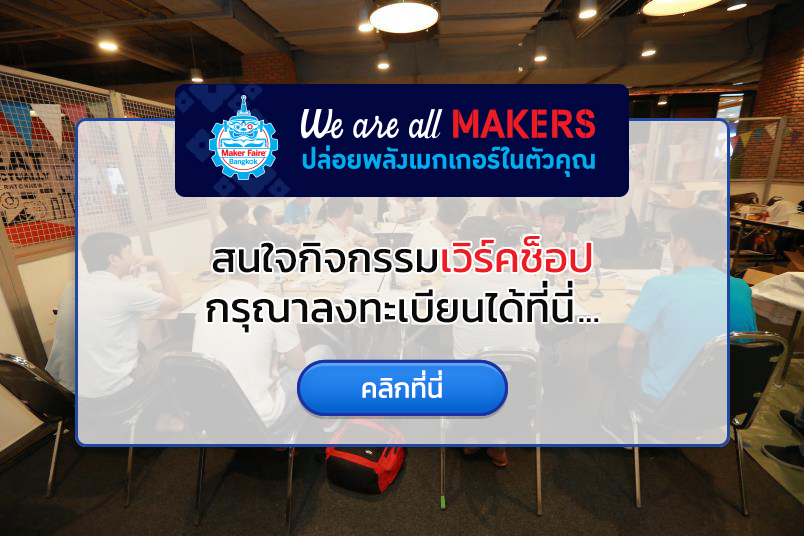 We are all MAKERS
Maker Faire
Bangkok
ปล่อยพลังเมกเกอร์ในตัวคุณ
สนใจกิจกรรมเวิร์คช็อป
กรุณาลงทะเบียนได้ที่นี่...
คลิกที่นี่